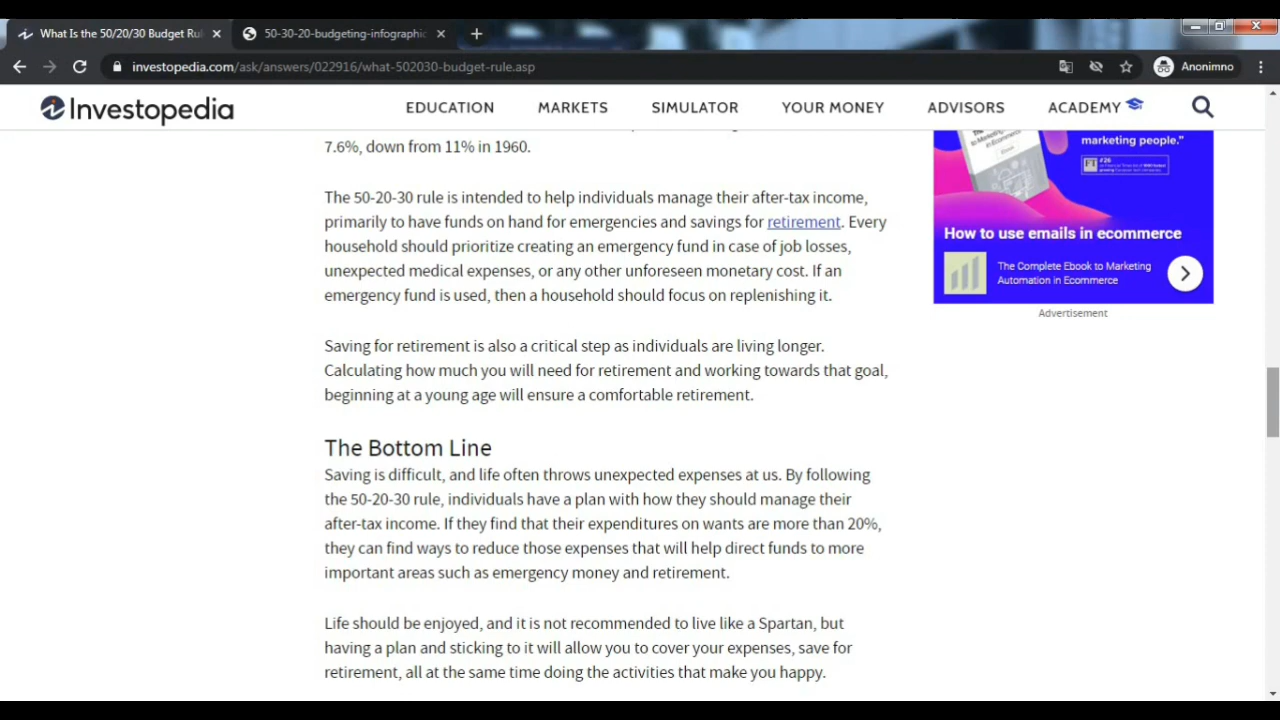 What Is the 50/20/30 Budget Ru
50-30-20-budgeting-infographic
investopedia.com/ask/answers/022916/what-502030-budget-rule.asp
Anonimno
Investopedia
EDUCATION
MARKETS
SIMULATOR
YOUR MONEY
ADVISORS
ACADEMY
7.6%, down from 11% in 1960.
The 50-20-30 rule is intended to help individuals manage their after-tax income,
primarily to have funds on hand for emergencies and savings for retirement. Every
household should prioritize creating an emergency fund in case of job losses,
unexpected medical expenses, or any other unforeseen monetary cost. If an
emergency fund is used, then a household should focus on replenishing it.
Saving for retirement is also a critical step as individuals are living longer.
Calculating how much you will need for retirement and working towards that goal,
beginning at a young age will ensure a comfortable retirement.
The Bottom Line
Saving is difficult, and life often throws unexpected expenses at us. By following
the 50-20-30 rule, individuals have a plan with how they should manage their
after-tax income. If they find that their expenditures on wants are more than 20%,
they can find ways to reduce those expenses that will help direct funds to more
important areas such as emergency money and retirement.
Life should be enjoyed, and it is not recommended to live like a Spartan, but
having a plan and sticking to it will allow you to cover your expenses, save for
retirement, all at the same time doing the activities that make you happy.
marketing people.”
How to use emails in ecommerce
The Complete Ebook to Marketing
Automation in Ecommerce
Advertisement